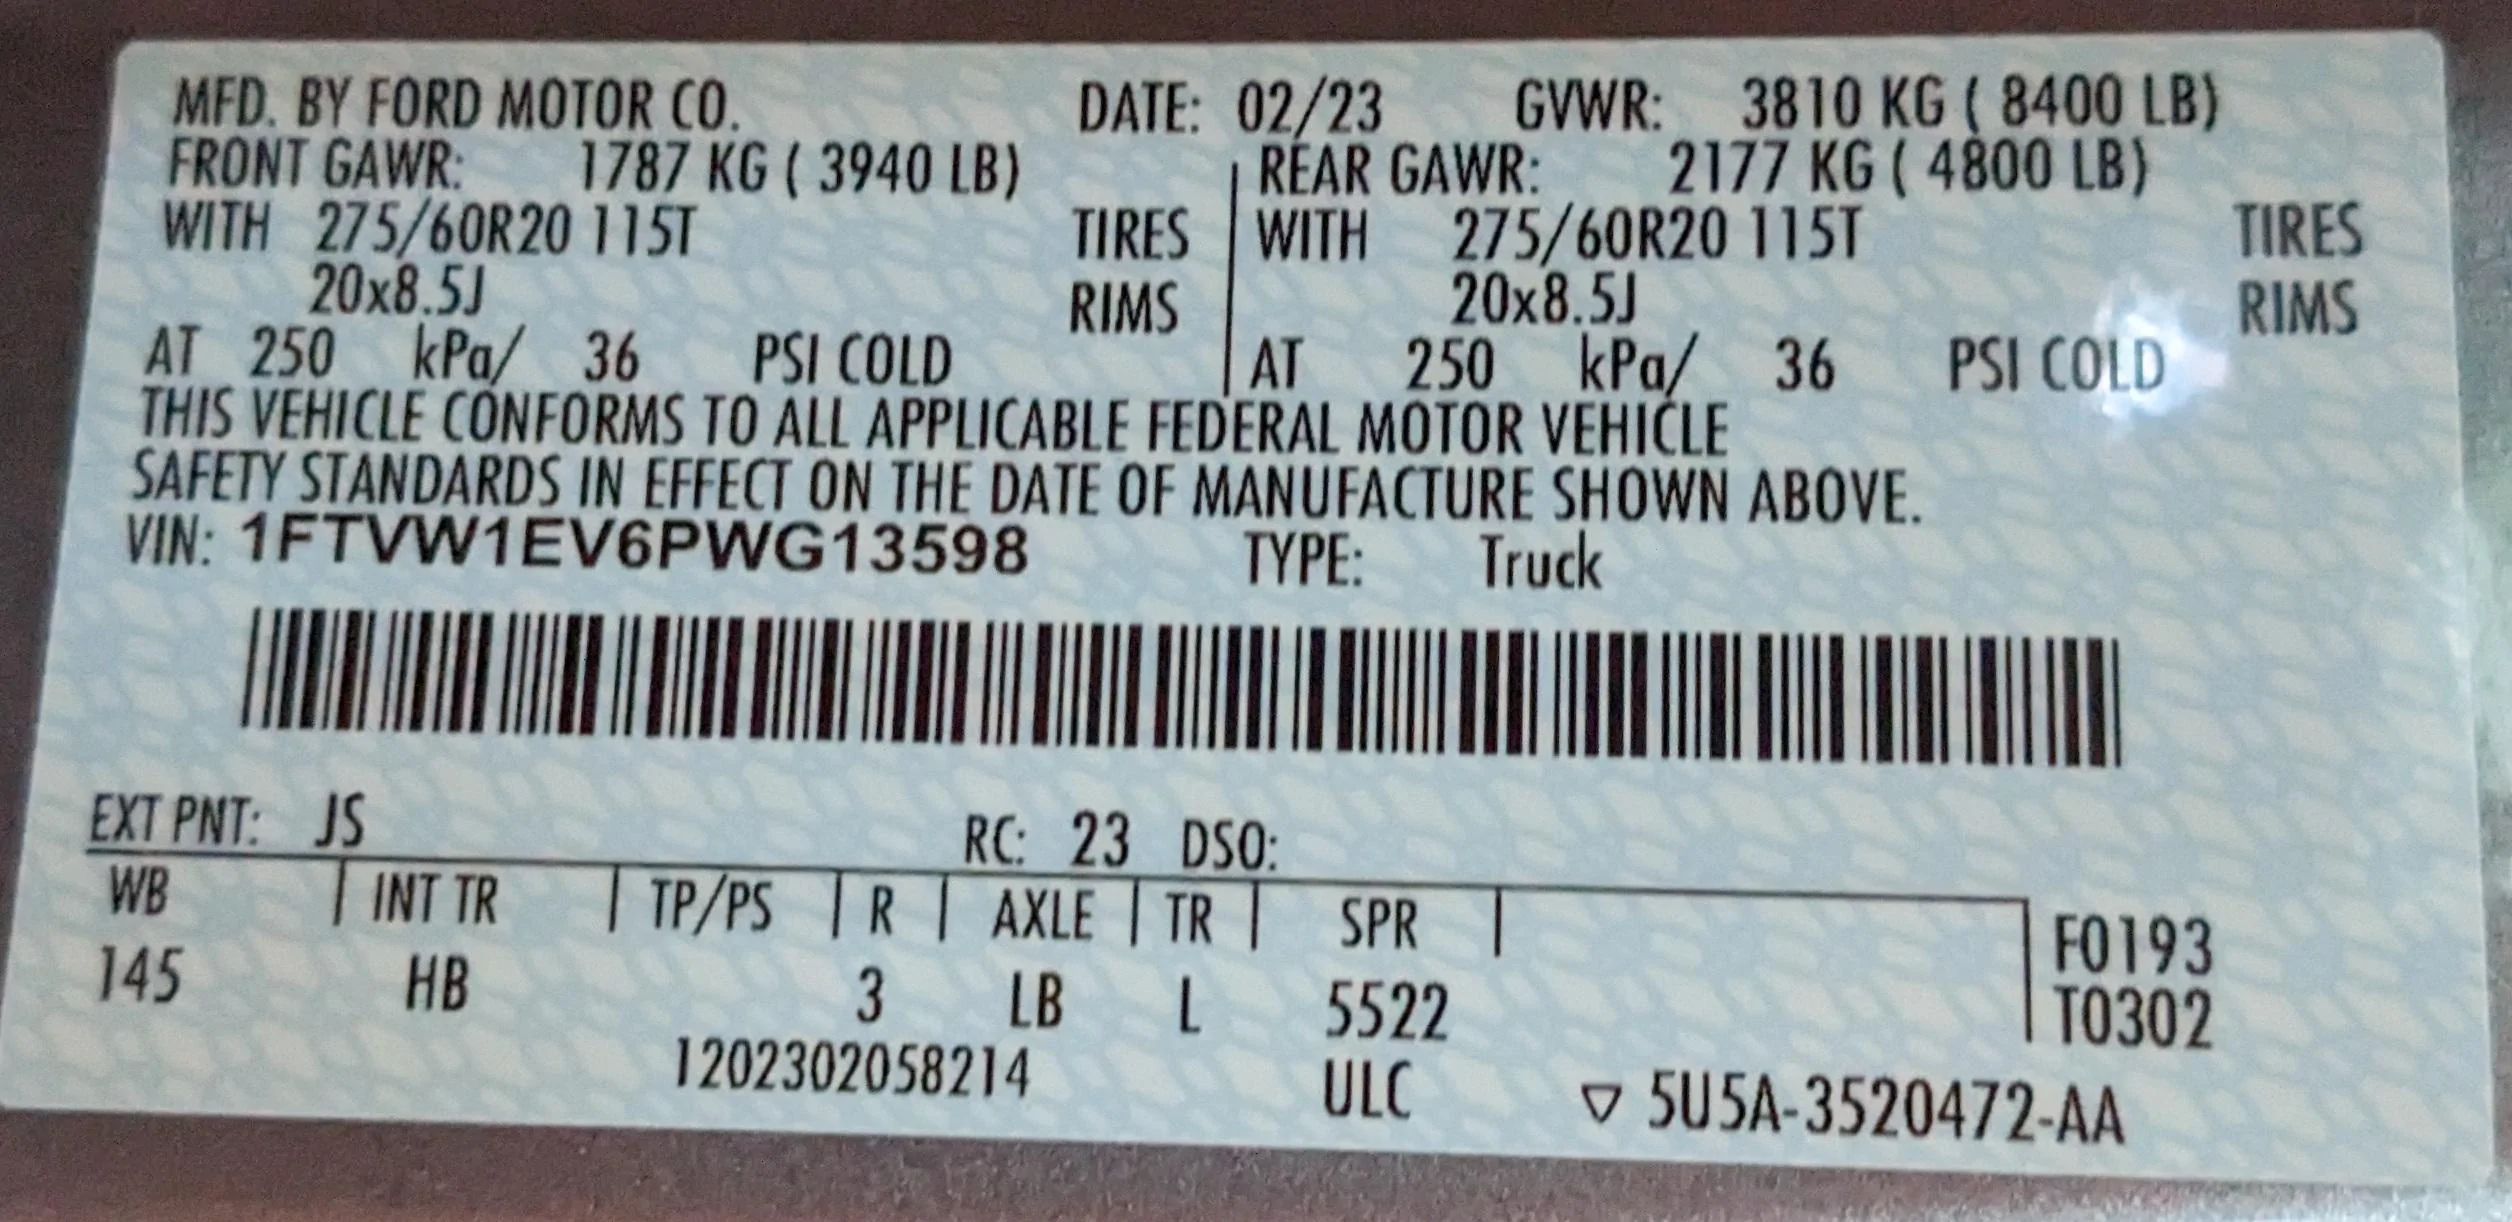 MFD. BY FORD MOTOR CO. DATE: 02/23 GVWR: 3810 KG ( 8400 LB)
FRONT GAWR: 1787 KG ( 3940 LB) REAR GAWR: 2177 KG ( 4800 LB)
WITH 275/60R20 115T TIRES WITH 275/60R20 115T TIRES
20x8.5J RIMS 20x8.5J RIMS
AT 250 kPa/ 36 PSI COLD AT 250 kPa/ 36 PSI COLD
THIS VEHICLE CONFORMS TO ALL APPLICABLE FEDERAL MOTOR VEHICLE
SAFETY STANDARDS IN EFFECT ON THE DATE OF MANUFACTURE SHOWN ABOVE.
VIN: 1FTVW1EV6PWG13598 TYPE: Truck
EXT PNT: JS RC: 23 DSO:
WB INT TR TP/PS R AXLE TR SPR F0193
145 HB 3 LB L 5522 T0302
1202302058214 ULC ▽ 5U5A-3520472-AA